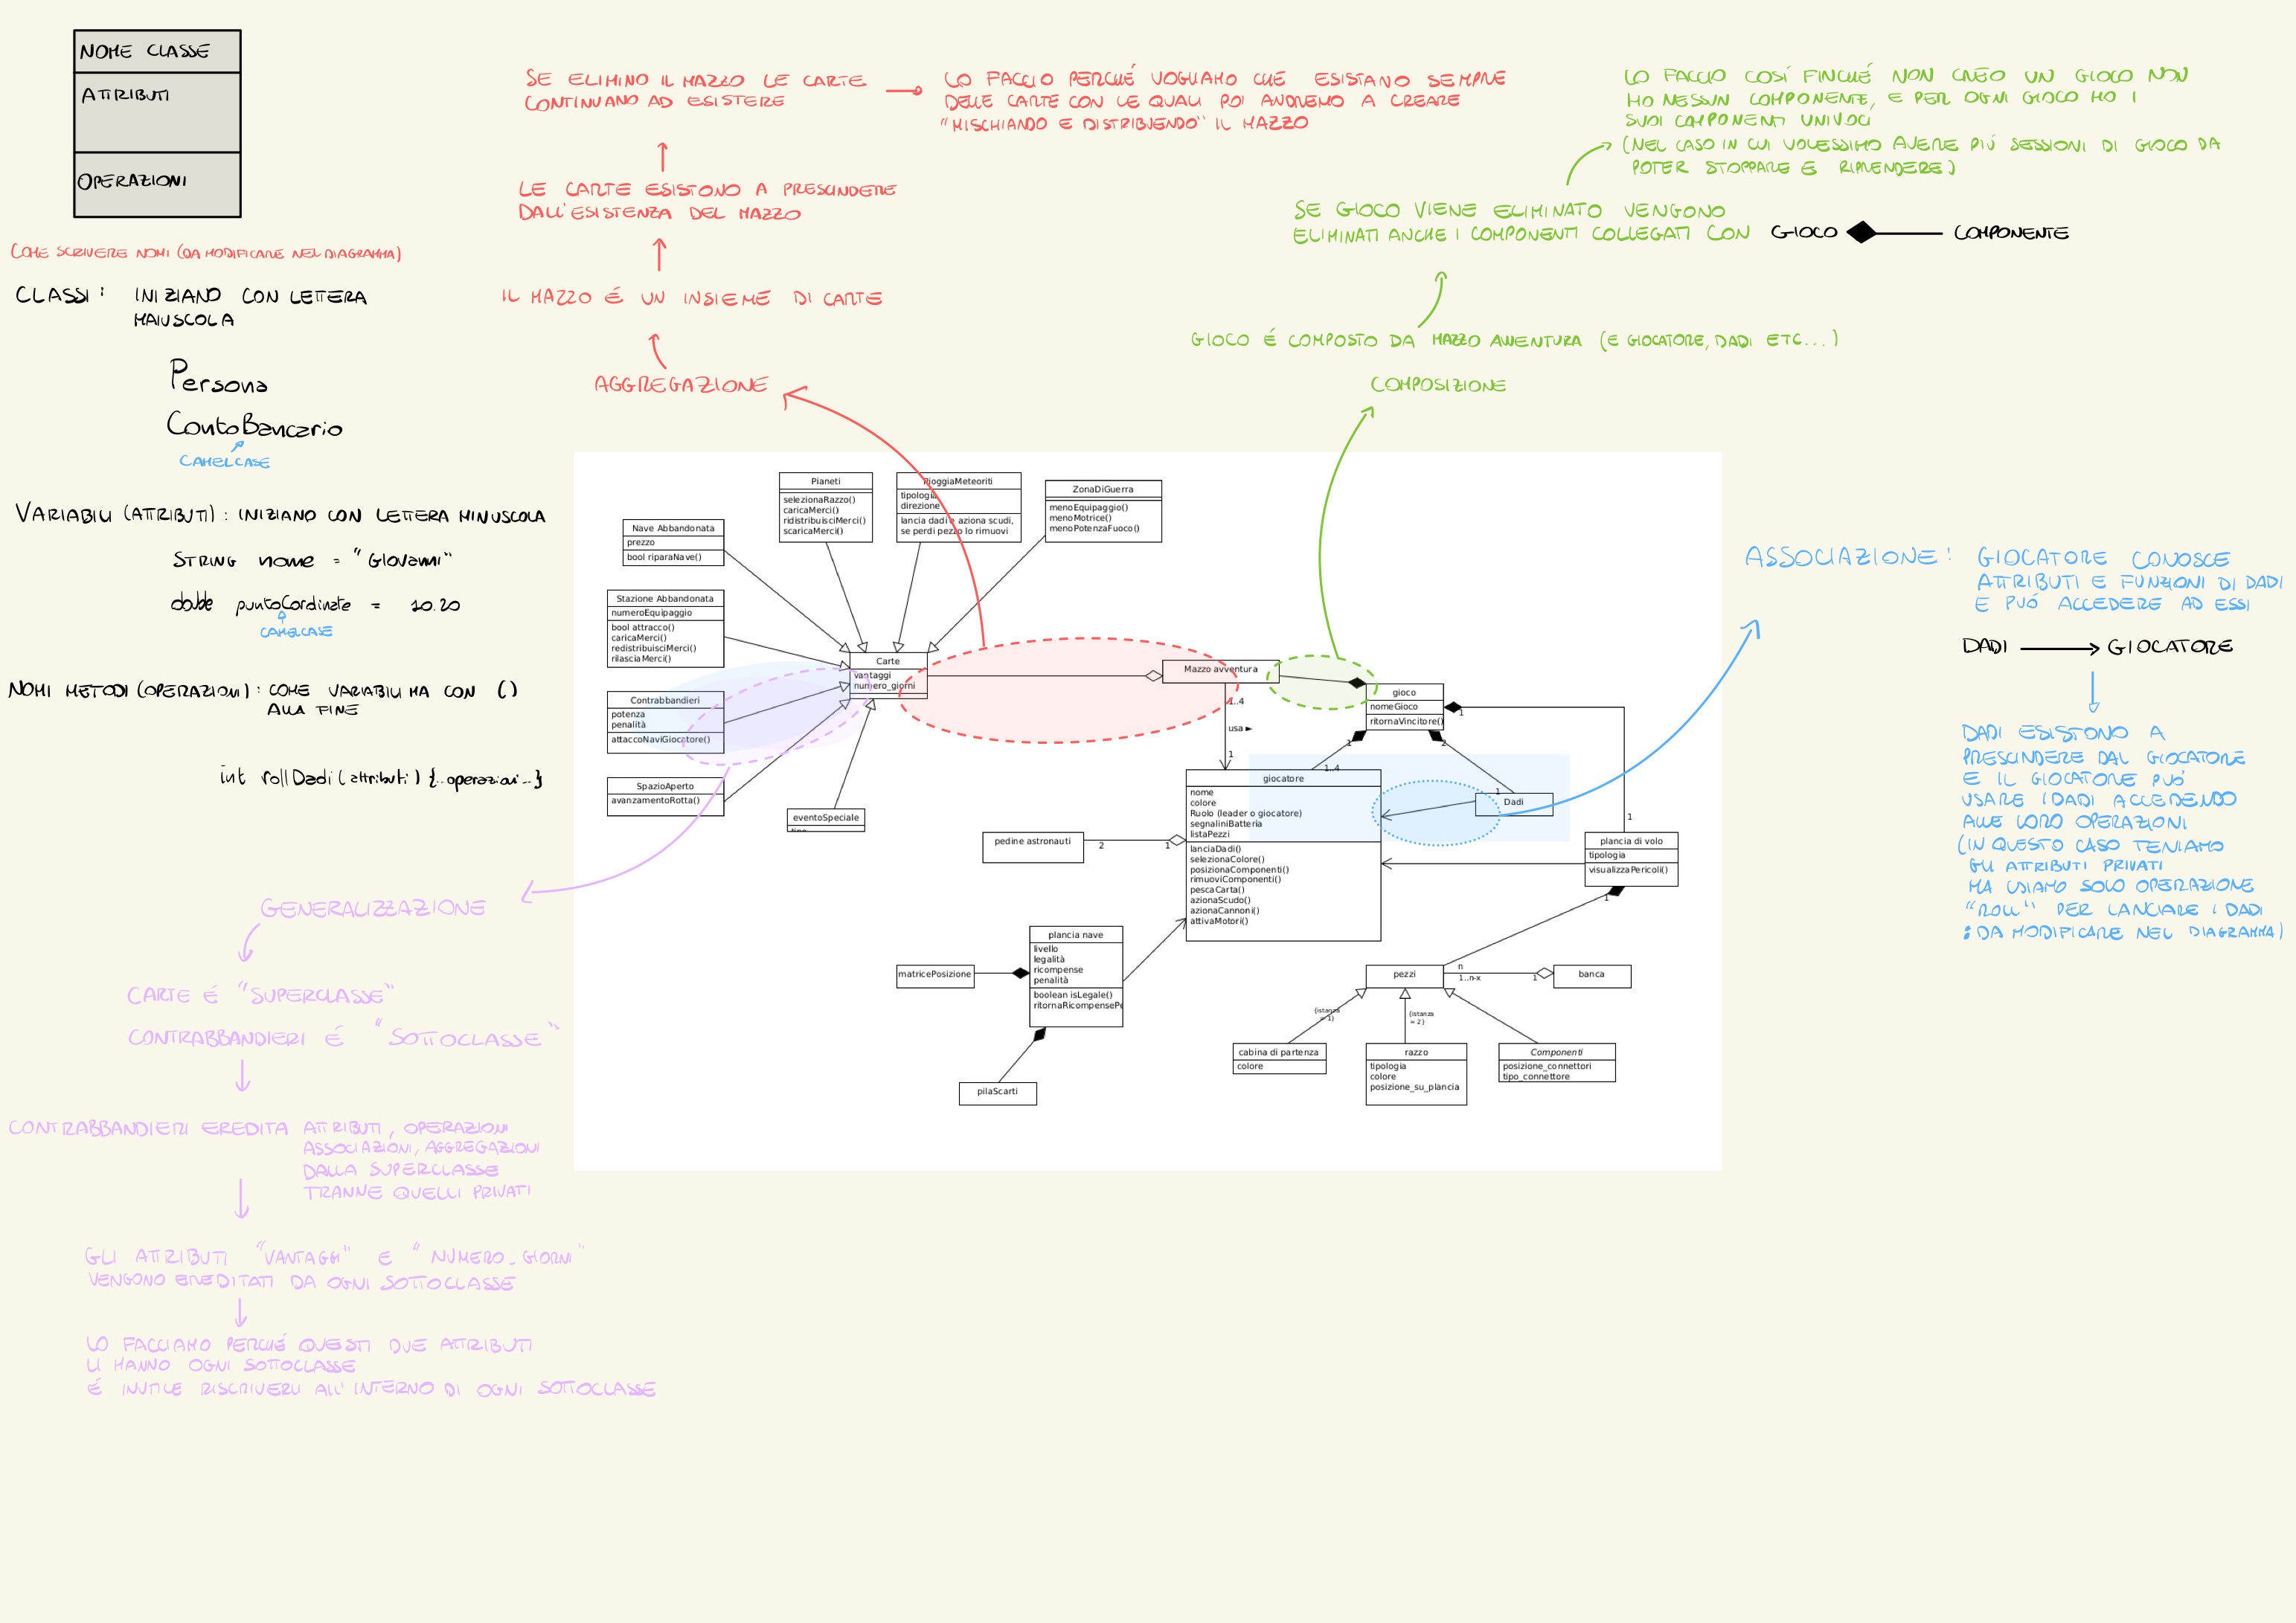 NOME CLASSE
ATTRIBUTI
OPERAZIONI
COME SCRIVERE NOMI (DA MODIFICARE NEL DIAGRAMMA)
CLASSI: INIZIANO CON LETTERA
MAIUSCOLA
Persona
ContoBancario
CAMELCASE
VARIABILI (ATTRIBUTI): INIZIANO CON LETTERA MINUSCOLA
STRING nome = "Giovanni"
double puntoCordinate = 10.20
CAMELCASE
NOMI METODI (OPERAZIONI): COME VARIABILI MA CON ()
ALLA FINE
int rollDadi (attributi) {..operazioni..}
SE ELIMINO IL MAZZO LE CARTE
CONTINUANO AD ESISTERE
LO FACCIO PERCHÉ VOGLIAMO CHE ESISTANO SEMPRE
DELLE CARTE CON LE QUALI POI ANDREMO A CREARE
"MISCHIANDO E DISTRIBUENDO" IL MAZZO
LE CARTE ESISTONO A PRESCINDERE
DALL'ESISTENZA DEL MAZZO
IL MAZZO É UN INSIEME DI CARTE
AGGREGAZIONE
LO FACCIO COSÍ FINCHÉ NON CREO UN GIOCO NON
HO NESSUN COMPONENTE, E PER OGNI GIOCO HO I
SUOI COMPONENTI UNIVOCI
(NEL CASO IN CUI VOLESSIMO AVERE PIÚ SESSIONI DI GIOCO DA
POTER STOPPARE E RIPRENDERE)
SE GIOCO VIENE ELIMINATO VENGONO
ELIMINATI ANCHE I COMPONENTI COLLEGATI CON GIOCO COMPONENTE
GIOCO É COMPOSTO DA MAZZO AVVENTURA (E GIOCATORE, DADI ETC...)
COMPOSIZIONE
Pianeti
selezionaRazzo()
caricaMerci()
ridistribuisciMerci()
scaricaMerci()
PioggiaMeteoriti
tipologia
direzione
lancia dadi e aziona scudi,
se perdi pezzo lo rimuovi
ZonaDiGuerra
menoEquipaggio()
menoMotrice()
menoPotenzaFuoco()
Nave Abbandonata
prezzo
bool riparaNave()
Stazione Abbandonata
numeroEquipaggio
bool attracco()
caricaMerci()
redistribuisciMerci()
rilasciaMerci()
Contrabbandieri
potenza
penalità
attaccoNaviGiocatore()
SpazioAperto
avanzamentoRotta()
eventoSpeciale
Carte
vantaggi
numero_giorni
Mazzo avventura
1..4
usa ►
1
gioco
nomeGioco
ritornaVincitore()
1
1
2
1..4
1
1
giocatore
nome
colore
Ruolo (leader o giocatore)
segnaliniBatteria
listaPezzi
lanciaDadi()
selezionaColore()
posizionaComponenti()
rimuoviComponenti()
pescaCarta()
azionaScudo()
azionaCannoni()
attivaMotori()
Dadi
pedine astronauti
2
1
plancia di volo
tipologia
visualizzaPericoli()
1
plancia nave
livello
legalità
ricompense
penalità
boolean isLegale()
ritornaRicompensePe
matricePosizione
pilaScarti
pezzi
n
1..n-x
1
banca
(istanza
= 1)
(istanza
= 2)
cabina di partenza
colore
razzo
tipologia
colore
posizione_su_plancia
Componenti
posizione_connettori
tipo_connettore
ASSOCIAZIONE: GIOCATORE CONOSCE
ATTRIBUTI E FUNZIONI DI DADI
E PUÓ ACCEDERE AD ESSI
DADI GIOCATORE
DADI ESISTONO A
PRESCINDERE DAL GIOCATORE
E IL GIOCATORE PUÓ
USARE I DADI ACCEDENDO
ALLE LORO OPERAZIONI
(IN QUESTO CASO TENIAMO
GLI ATTRIBUTI PRIVATI
MA USIAMO SOLO OPERAZIONE
"ROLL" PER LANCIARE I DADI
: DA MODIFICARE NEL DIAGRAMMA)
GENERALIZZAZIONE
CARTE É "SUPERCLASSE"
CONTRABBANDIERI É "SOTTOCLASSE"
CONTRABBANDIERI EREDITA ATTRIBUTI, OPERAZIONI
ASSOCIAZIONI, AGGREGAZIONI
DALLA SUPERCLASSE
TRANNE QUELLI PRIVATI
GLI ATTRIBUTI "VANTAGGI" E "NUMERO_GIORNI"
VENGONO EREDITATI DA OGNI SOTTOCLASSE
LO FACCIAMO PERCHÉ QUESTI DUE ATTRIBUTI
LI HANNO OGNI SOTTOCLASSE
É INUTILE RISCRIVERLI ALL'INTERNO DI OGNI SOTTOCLASSE